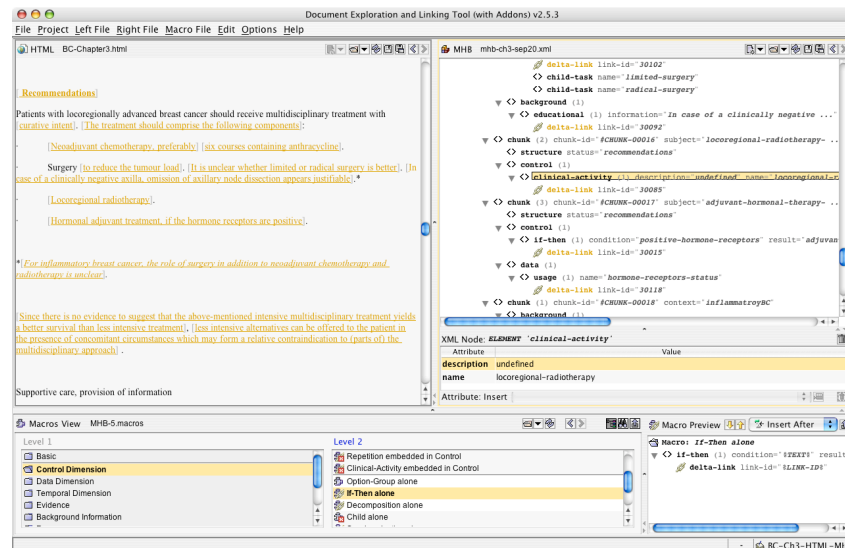 Document Exploration and Linking Tool (with Addons) v2.5.3
File Project Left File Right File Macro File Edit Options Help
HTML BC-Chapter3.html
[ Recommendations]
Patients with locoregionally advanced breast cancer should receive multidisciplinary treatment with
[curative intent]. [The treatment should comprise the following components]:
- [Neoadjuvant chemotherapy, preferably] [six courses containing anthracycline].
- Surgery [to reduce the tumour load]. [It is unclear whether limited or radical surgery is better]. [In
case of a clinically negative axilla, omission of axillary node dissection appears justifiable].*
- [Locoregional radiotherapy].
- [Hormonal adjuvant treatment, if the hormone receptors are positive].
*[For inflammatory breast cancer, the role of surgery in addition to neoadjuvant chemotherapy and
radiotherapy is unclear].
[Since there is no evidence to suggest that the above-mentioned intensive multidisciplinary treatment yields
a better survival than less intensive treatment], [less intensive alternatives can be offered to the patient in
the presence of concomitant circumstances which may form a relative contraindication to (parts of) the
multidisciplinary approach] .
Supportive care, provision of information
MHB mhb-ch3-sep20.xml
delta-link link-id="30102"
<> child-task name="limited-surgery"
<> child-task name="radical-surgery"
<> background (1)
<> educational (1) information="In case of a clinically negative ..."
delta-link link-id="30092"
<> chunk (2) chunk-id="#CHUNK-00016" subject="locoregional-radiotherapy- ..
<> structure status="recommendations"
<> control (1)
<> clinical-activity (1) description="undefined" name="locoregional-r
delta-link link-id="30085"
<> chunk (3) chunk-id="#CHUNK-00017" subject="adjuvant-hormonal-therapy- ..
<> structure status="recommendations"
<> control (1)
<> if-then (1) condition="positive-hormone-receptors" result="adjuvan
delta-link link-id="30015"
<> data (1)
<> usage (1) name="hormone-receptors-status"
delta-link link-id="30118"
<> chunk (1) chunk-id="#CHUNK-00018" context="inflammatroyBC"
<> background (1)
XML Node: ELEMENT 'clinical-activity'
Attribute Value
description undefined
name locoregional-radiotherapy
Attribute: Insert
Macros View MHB-5.macros
Level 1
Basic
Control Dimension
Data Dimension
Temporal Dimension
Evidence
Background Information
Level 2
Repetition embedded in Control
Clinical-Activity embedded in Control
Option-Group alone
If-Then alone
Decomposition alone
Child alone
Macro Preview Insert After
Macro: If-Then alone
<> if-then (1) condition="%TEXT%" result
delta-link link-id="%LINK-ID%"
- BC-Ch3-HTML-MH